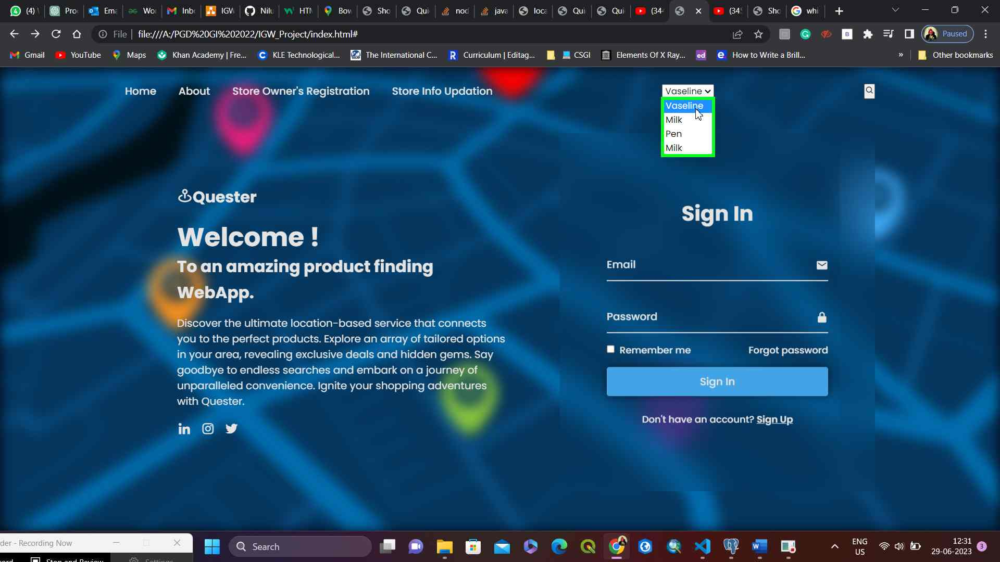 (4)
Pro
Ema
Wo
Inb
IGW
Nilu
HTM
Bow
Sho
Qui
nod
java
loca
Qui
Qui
(34
(345
Sho
whi
File
file:///A:/PGD%20GI%202022/IGW_Project/index.html#
Paused
Gmail
YouTube
Maps
Khan Academy | Fre...
KLE Technological...
The International C...
Curriculum | Editag...
CSGI
Elements Of X Ray...
How to Write a Brill...
»
Other bookmarks
Home
About
Store Owner's Registration
Store Info Updation
Vaseline
Vaseline
Milk
Pen
Milk
Quester
Welcome !
To an amazing product finding
WebApp.
Discover the ultimate location-based service that connects
you to the perfect products. Explore an array of tailored options
in your area, revealing exclusive deals and hidden gems. Say
goodbye to endless searches and embark on a journey of
unparalleled convenience. Ignite your shopping adventures
with Quester.
Sign In
Email
Password
Remember me
Forgot password
Sign In
Don't have an account? Sign Up
der - Recording Now
Stop and Review
Settings
Search
ENG
US
12:31
29-06-2023
3